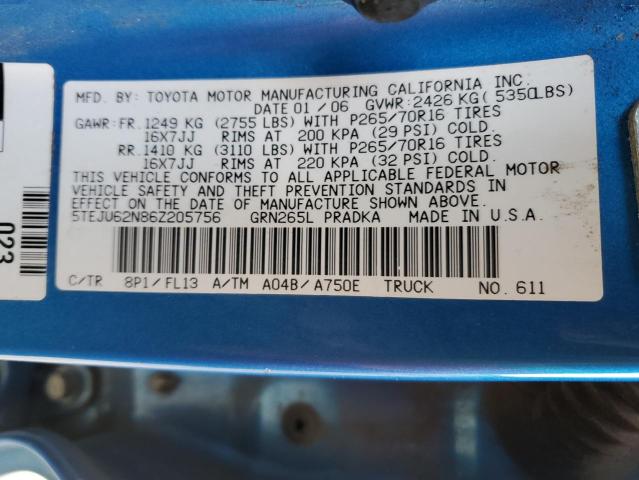 MFD. BY: TOYOTA MOTOR MANUFACTURING CALIFORNIA INC.
DATE 01 / 06 GVWR: 2426 KG ( 5350LBS)
GAWR: FR. 1249 KG (2755 LBS) WITH P265/70R16 TIRES
16X7JJ RIMS AT 200 KPA (29 PSI) COLD.
RR. 1410 KG (3110 LBS) WITH P265/70R16 TIRES
16X7JJ RIMS AT 220 KPA (32 PSI) COLD.
THIS VEHICLE CONFORMS TO ALL APPLICABLE FEDERAL MOTOR
VEHICLE SAFETY AND THEFT PREVENTION STANDARDS IN
EFFECT ON THE DATE OF MANUFACTURE SHOWN ABOVE.
5TEJU62N86Z205756 GRN265L PRADKA MADE IN U.S.A.
C/TR 8P1/FL13 A/TM A04B/A750E TRUCK NO. 611
023